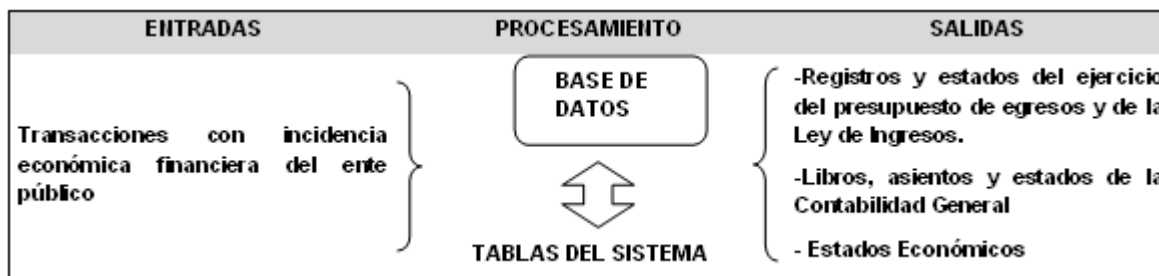 ENTRADAS PROCESAMIENTO SALIDAS
Transacciones con incidencia
económica financiera del ente
público
BASE DE
DATOS
TABLAS DEL SISTEMA
-Registros y estados del ejercicio
del presupuesto de egresos y de la
Ley de Ingresos.
-Libros, asientos y estados de la
Contabilidad General
- Estados Económicos